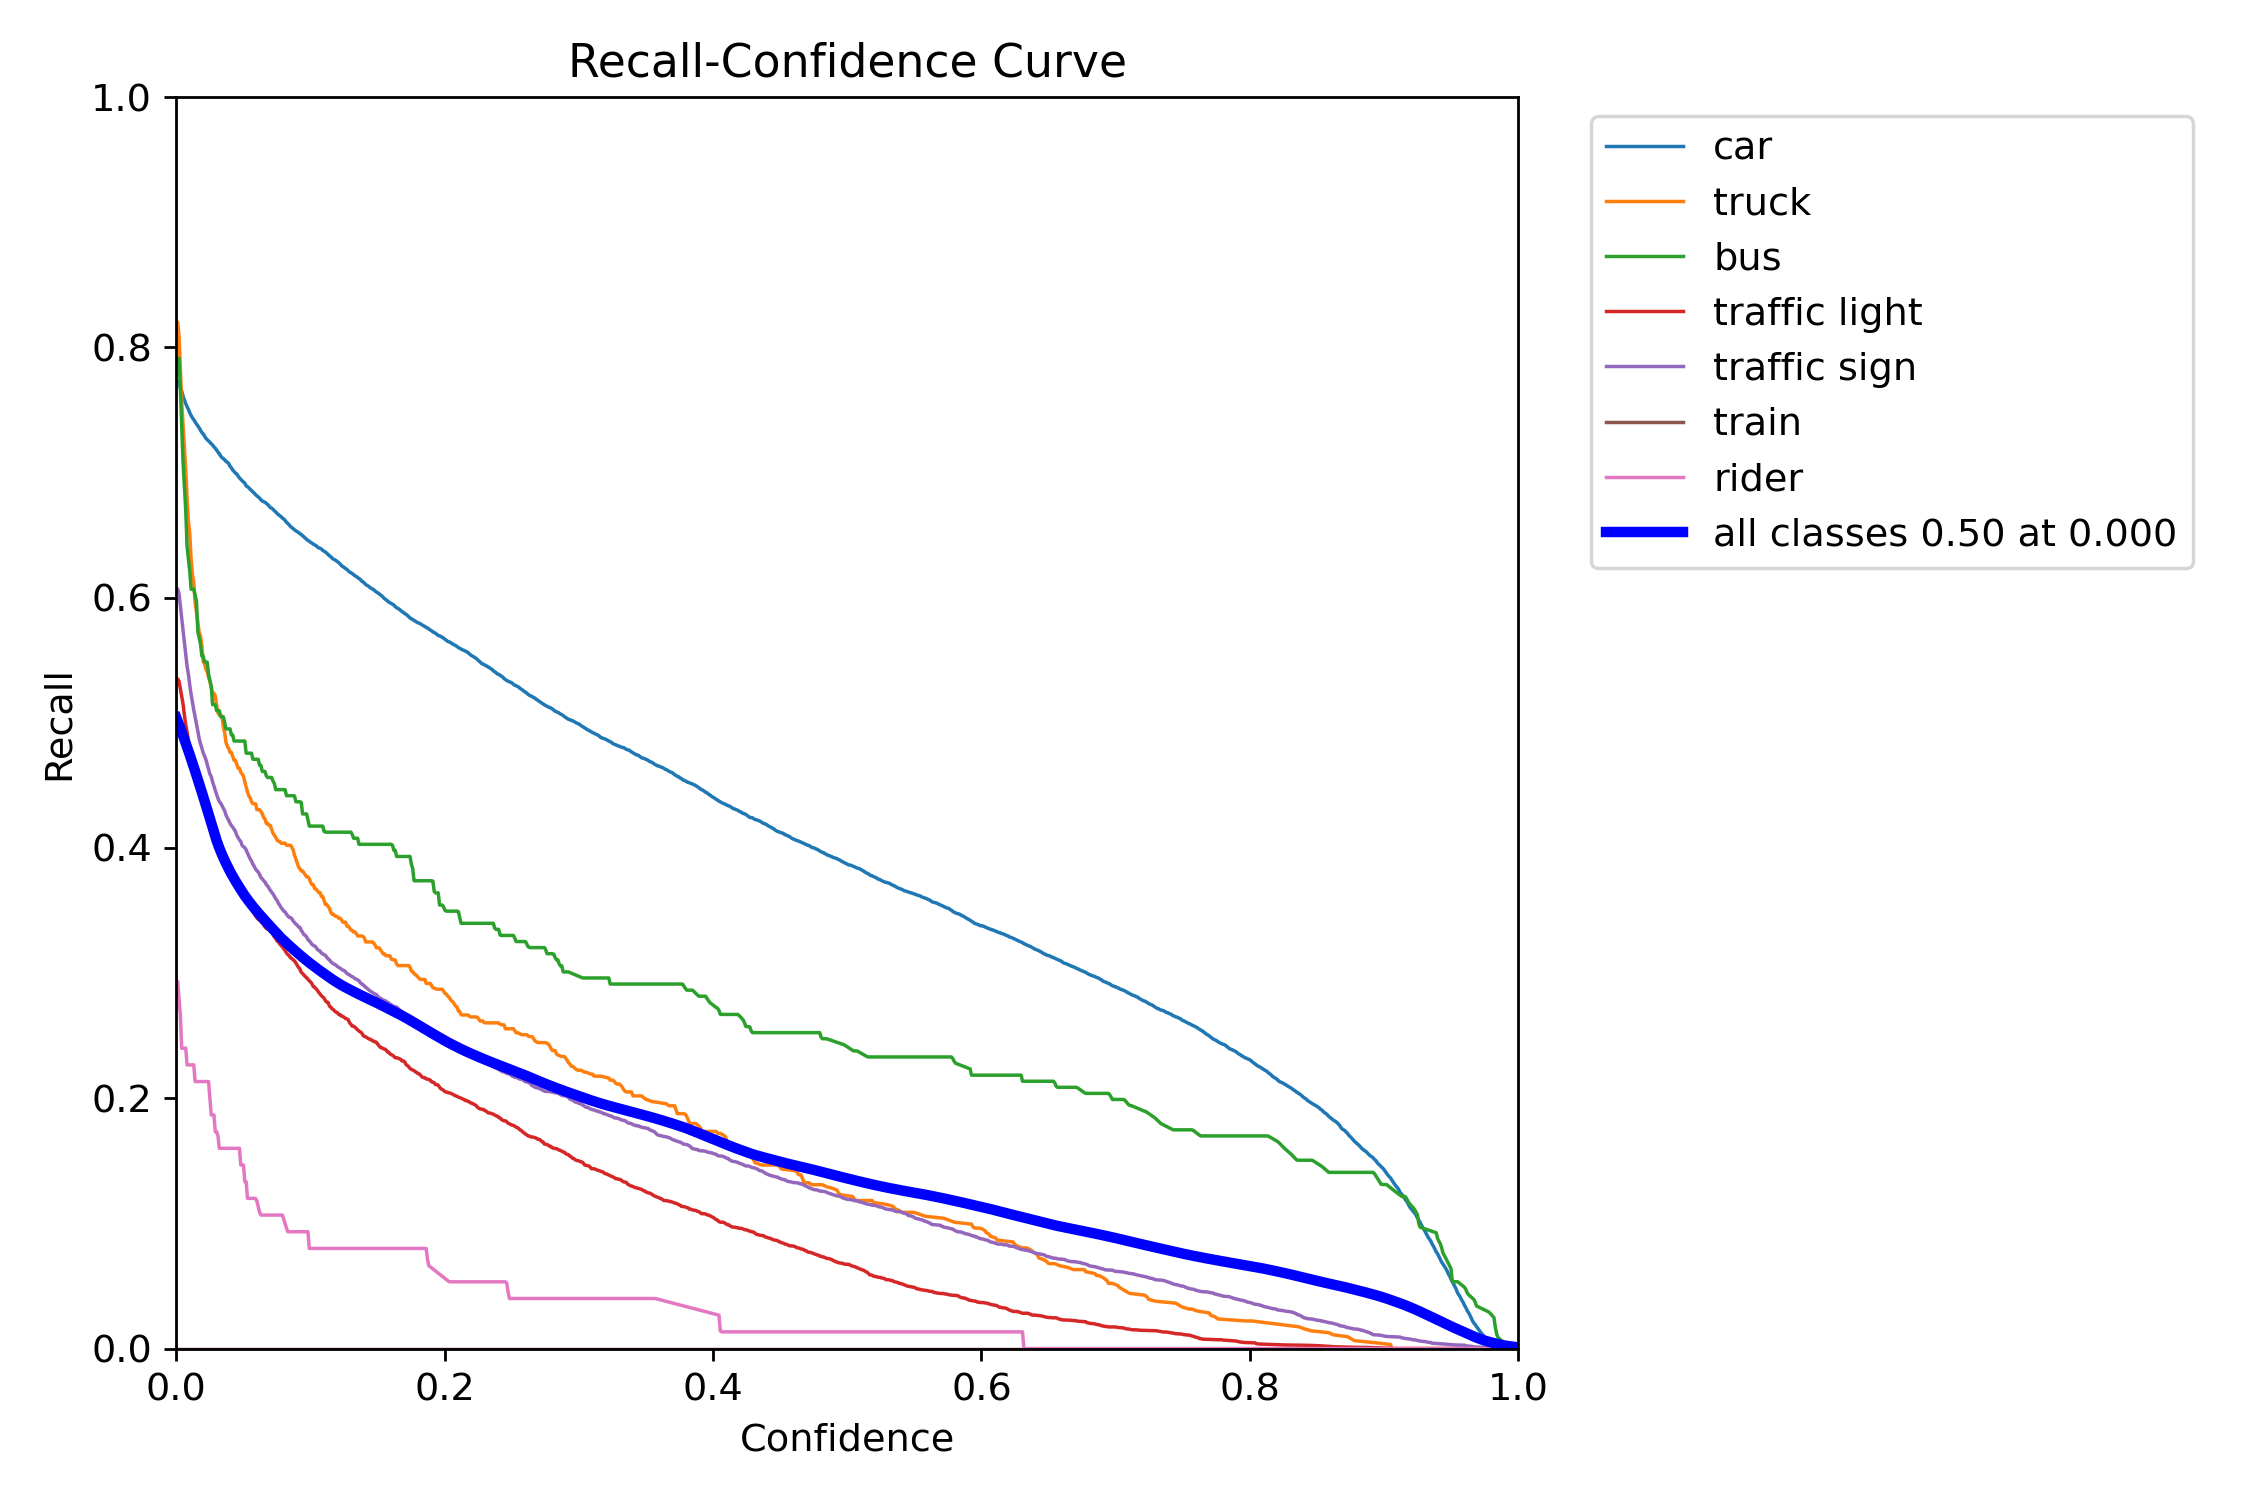 Recall-Confidence Curve
1.0
0.8
0.6
0.4
0.2
0.0
Recall
0.0 0.2 0.4 0.6 0.8 1.0
Confidence
car
truck
bus
traffic light
traffic sign
train
rider
all classes 0.50 at 0.000